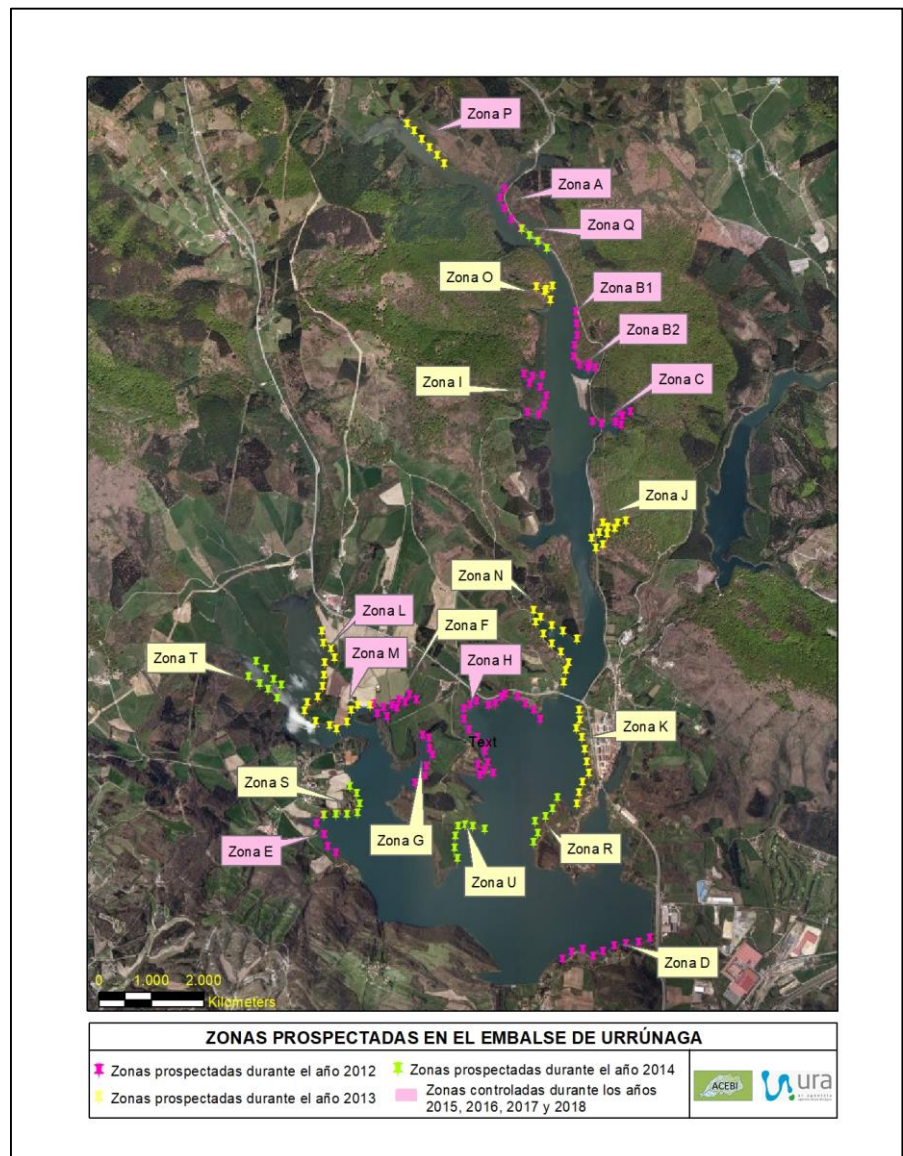 Zona P
Zona A
Zona Q
Zona O
Zona B1
Zona B2
Zona I
Zona C
Zona J
Zona N
Zona L
Zona F
Zona T
Zona M
Zona H
Zona K
Text
Zona S
Zona G
Zona R
Zona E
Zona U
Zona D
0 1.000 2.000
Kilometers
ZONAS PROSPECTADAS EN EL EMBALSE DE URRÚNAGA
Zonas prospectadas durante el año 2012
Zonas prospectadas durante el año 2014
Zonas prospectadas durante el año 2013
Zonas controladas durante los años
2015, 2016, 2017 y 2018
ACEBI
ura